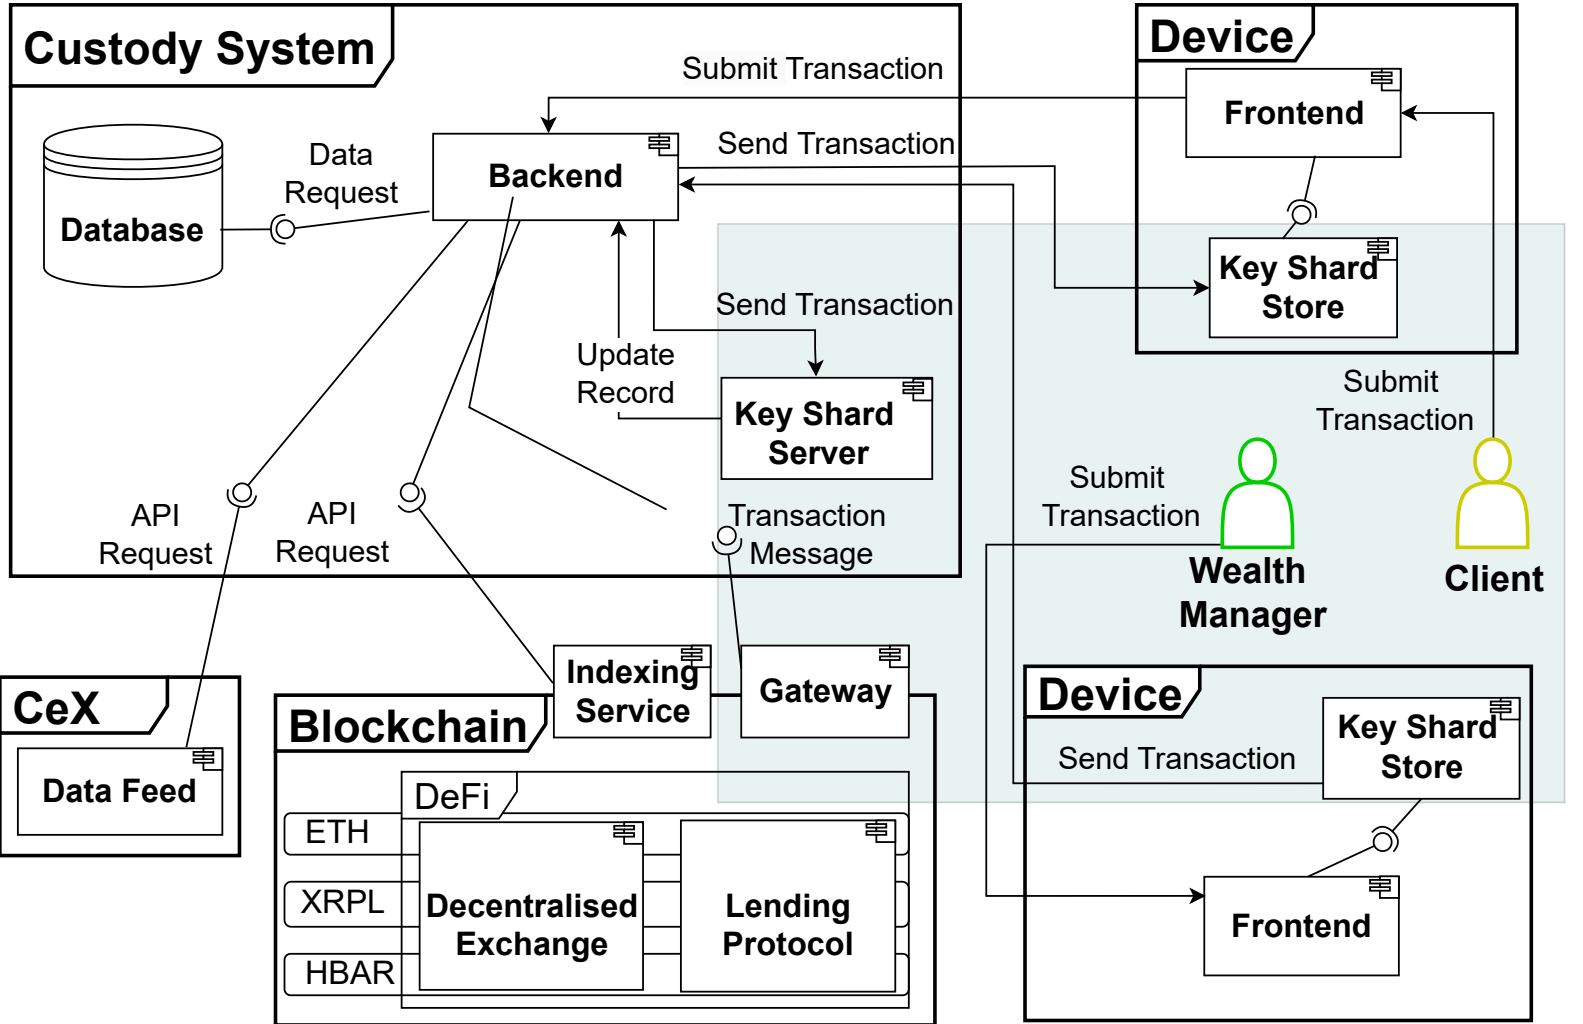 Custody System
Device
Submit Transaction
Frontend
Data
Request
Backend
Send Transaction
Database
Key Shard
Store
Send Transaction
Update
Record
Key Shard
Server
Submit
Transaction
Submit
Transaction
API
Request
API
Request
Transaction
Message
Wealth
Manager
Client
CeX
Data Feed
Blockchain
Indexing
Service
Gateway
Device
Key Shard
Store
Send Transaction
DeFi
ETH
XRPL
HBAR
Decentralised
Exchange
Lending
Protocol
Frontend